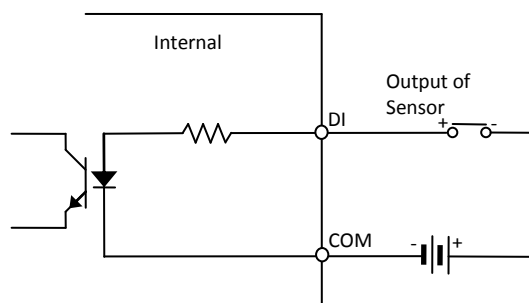 Internal
Output of
Sensor
DI
+ -
COM
- +